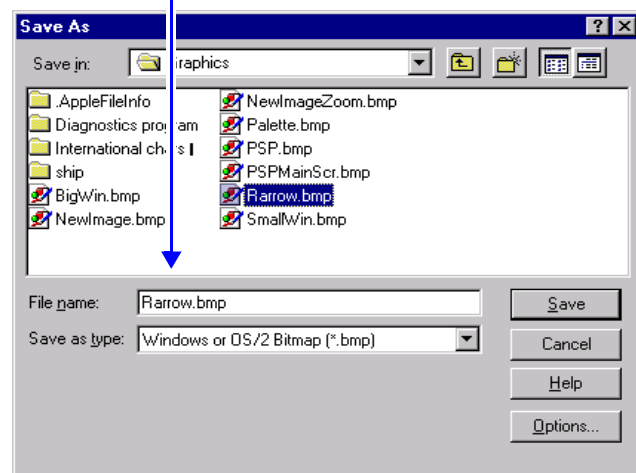 Save As
Save in:
Graphics
.AppleFileInfo
Diagnostics program
International chars
ship
BigWin.bmp
NewImage.bmp
NewImageZoom.bmp
Palette.bmp
PSP.bmp
PSPMainScr.bmp
Rarrow.bmp
SmallWin.bmp
File name: Rarrow.bmp
Save
Save as type: Windows or OS/2 Bitmap (*.bmp)
Cancel
Help
Options...